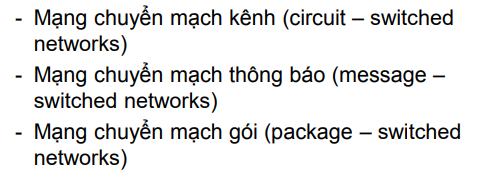 - Mạng chuyển mạch kênh (circuit – switched
networks)
- Mạng chuyển mạch thông báo (message –
switched networks)
- Mạng chuyển mạch gói (package – switched
networks)